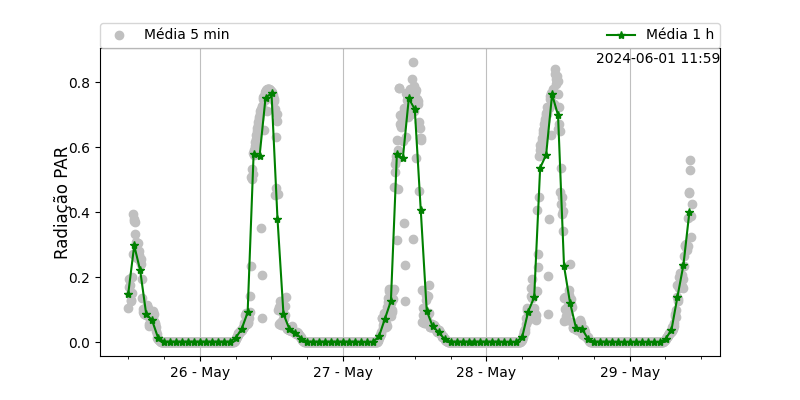 Média 5 min
Média 1 h
2024-06-01 11:59
Radiação PAR
0.8
0.6
0.4
0.2
0.0
26 - May
27 - May
28 - May
29 - May